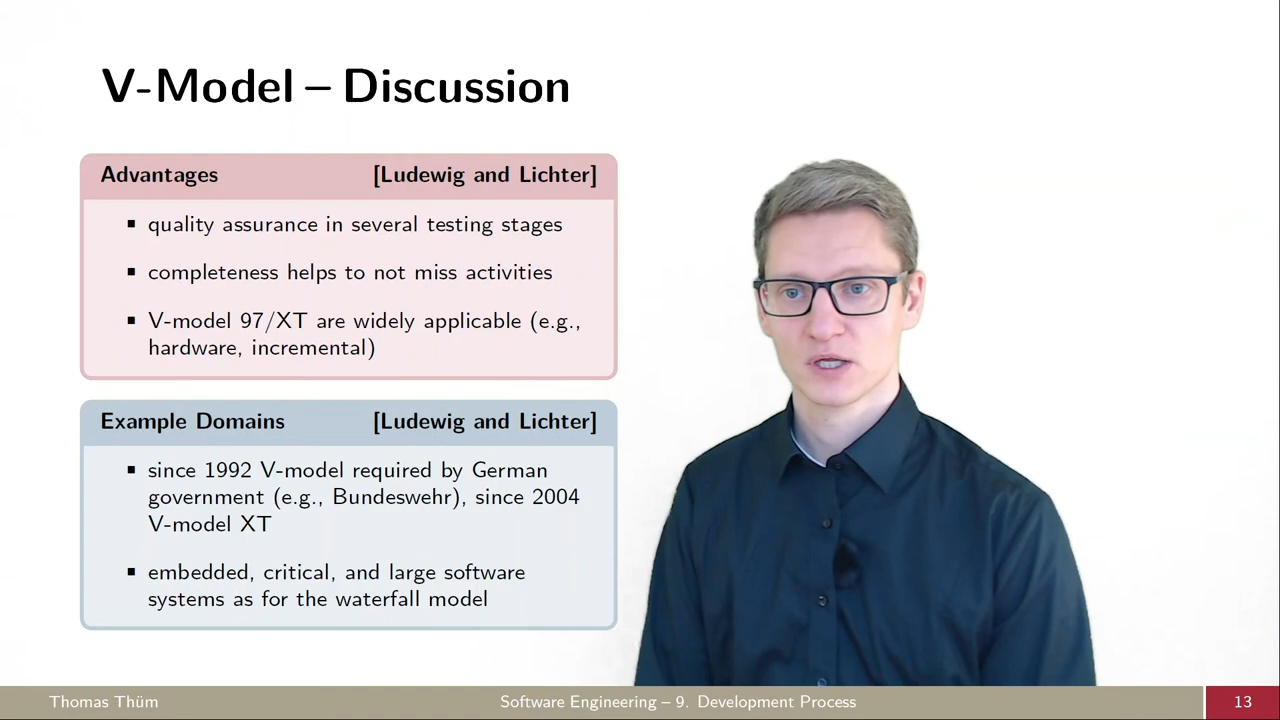 V-Model – Discussion
Advantages [Ludewig and Lichter]
▪ quality assurance in several testing stages
▪ completeness helps to not miss activities
▪ V-model 97/XT are widely applicable (e.g.,
hardware, incremental)
Example Domains [Ludewig and Lichter]
▪ since 1992 V-model required by German
government (e.g., Bundeswehr), since 2004
V-model XT
▪ embedded, critical, and large software
systems as for the waterfall model
Thomas Thüm Software Engineering – 9. Development Process 13